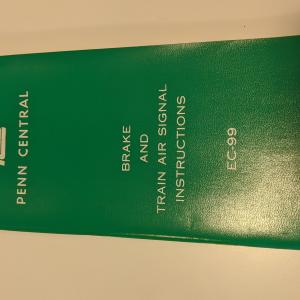 PENN CENTRAL
BRAKE
AND
TRAIN AIR SIGNAL
INSTRUCTIONS
EC-99